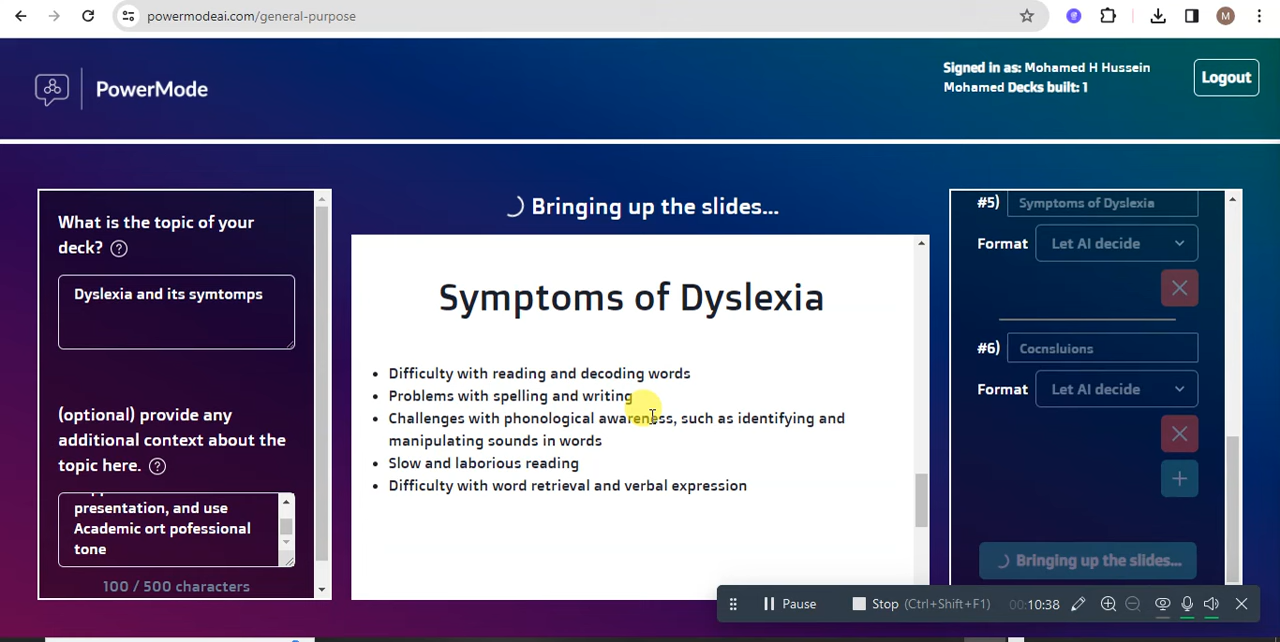 powermodeai.com/general-purpose
M
PowerMode
Signed in as: Mohamed H Hussein
Mohamed Decks built: 1
Logout
What is the topic of your
deck? ?
Dyslexia and its symtomps
(optional) provide any
additional context about the
topic here. ?
presentation, and use
Academic ort pofessional
tone
100 / 500 characters
Bringing up the slides...
Symptoms of Dyslexia
• Difficulty with reading and decoding words
• Problems with spelling and writing
• Challenges with phonological awareness, such as identifying and
manipulating sounds in words
• Slow and laborious reading
• Difficulty with word retrieval and verbal expression
#5) Symptoms of Dyslexia
Format Let AI decide
#6) Cocnsluions
Format Let AI decide
Bringing up the slides...
Pause Stop (Ctrl+Shift+F1) 00:10:38